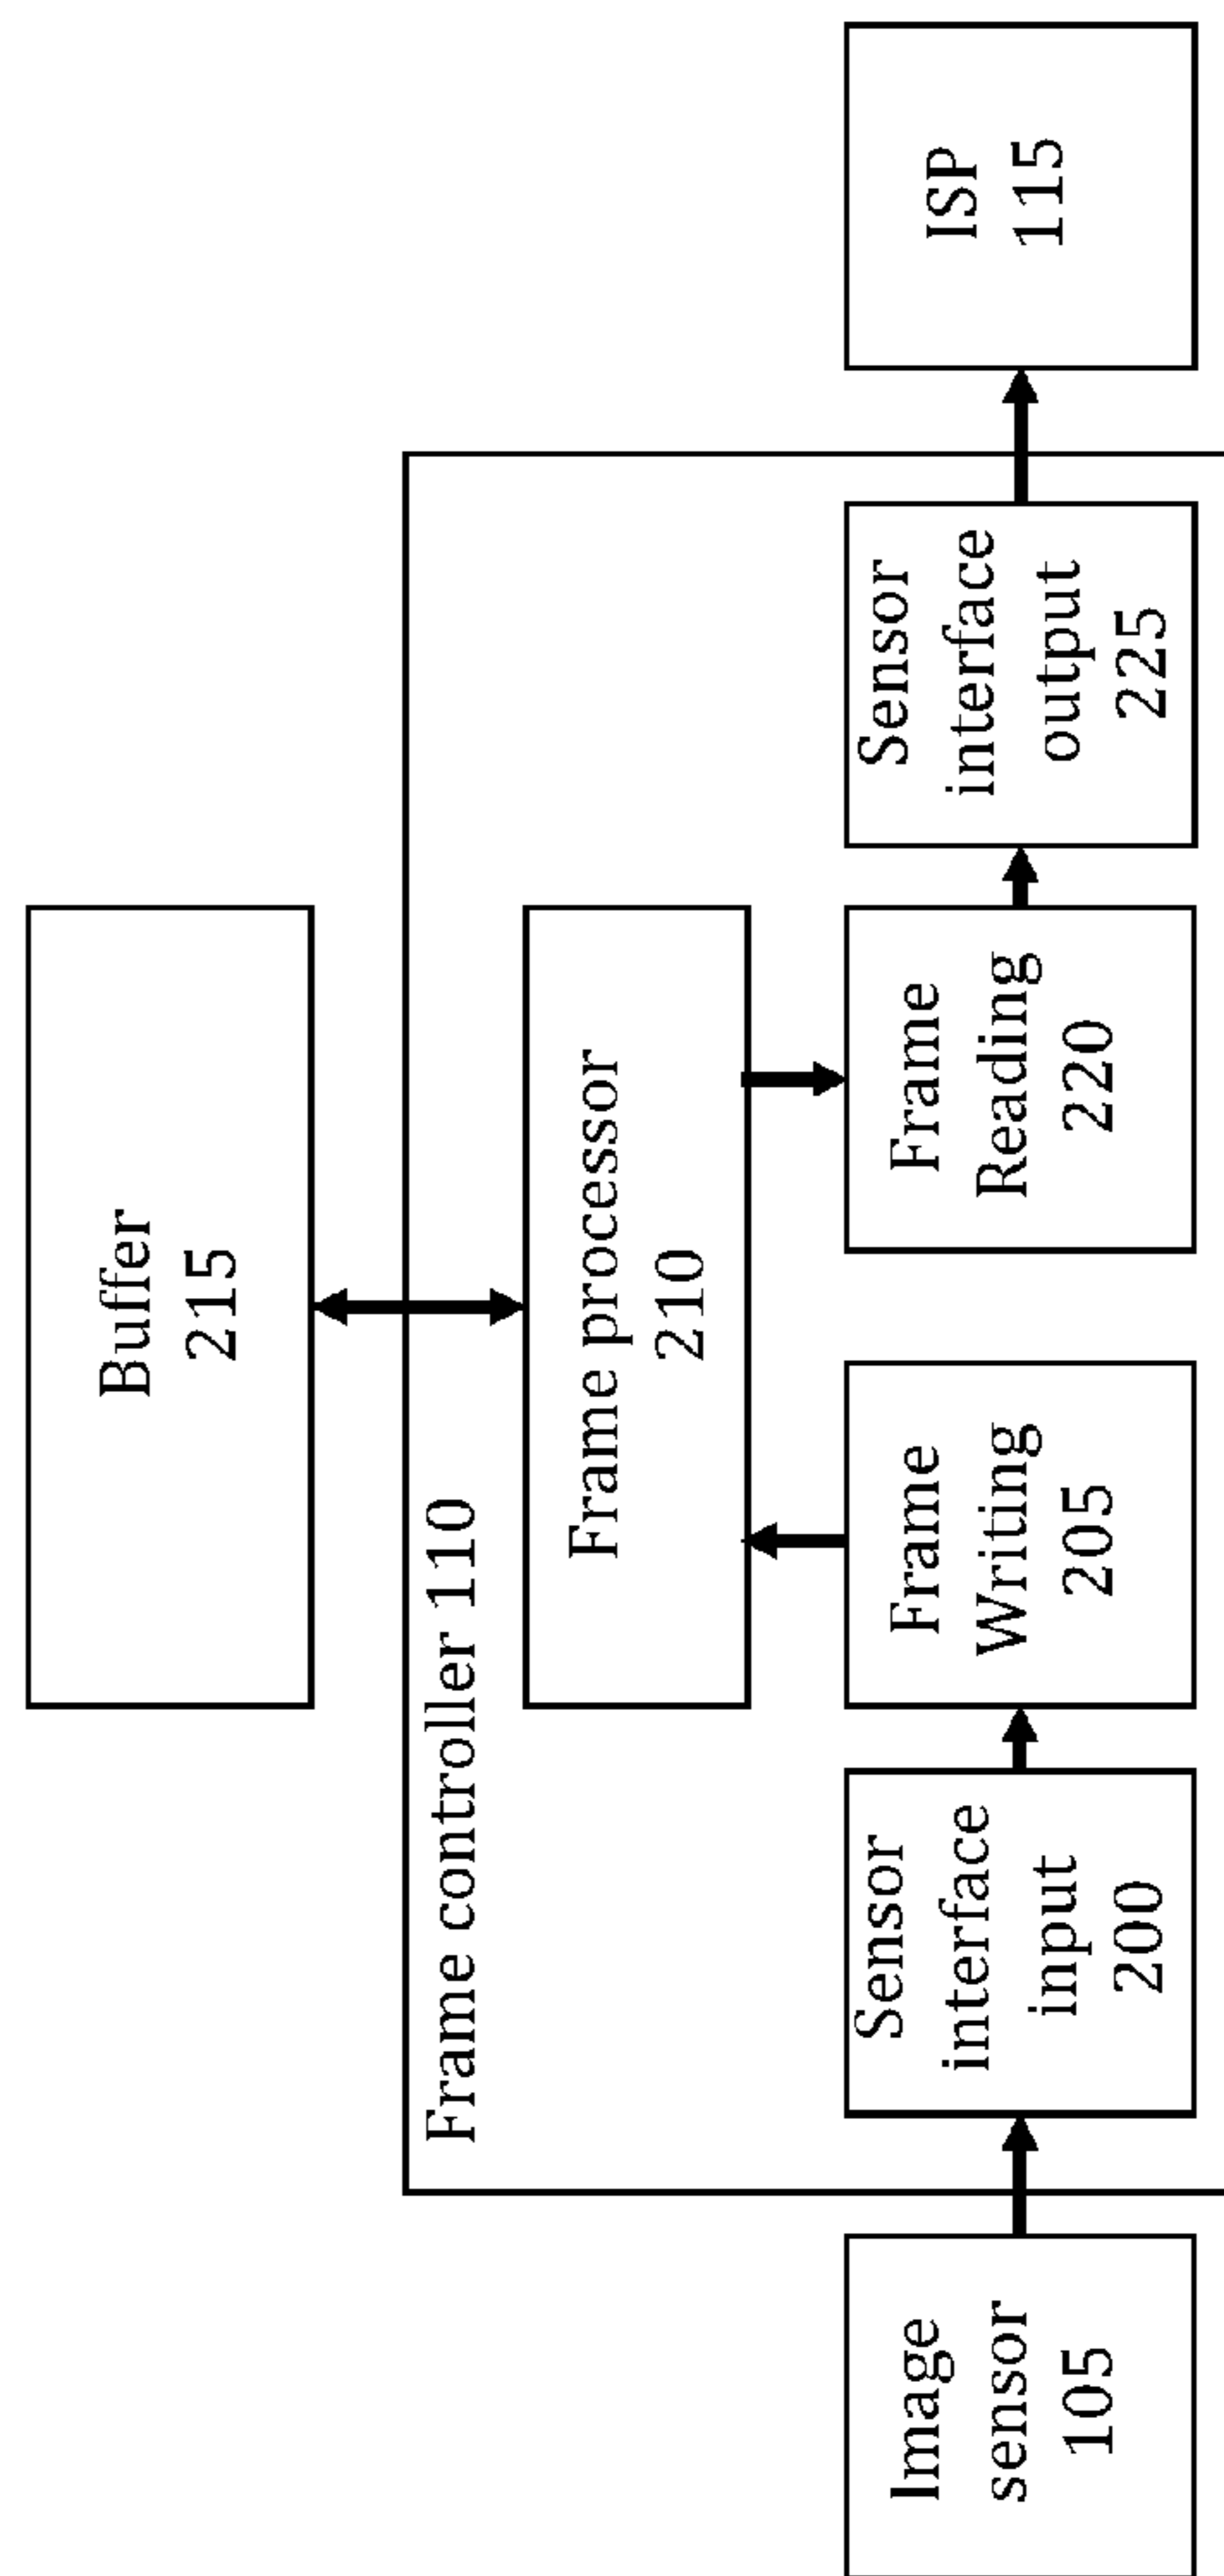 Buffer
215
Frame controller 110
Frame processor
210
Image
sensor
105
Sensor
interface
input
200
Frame
Writing
205
Frame
Reading
220
Sensor
interface
output
225
ISP
115